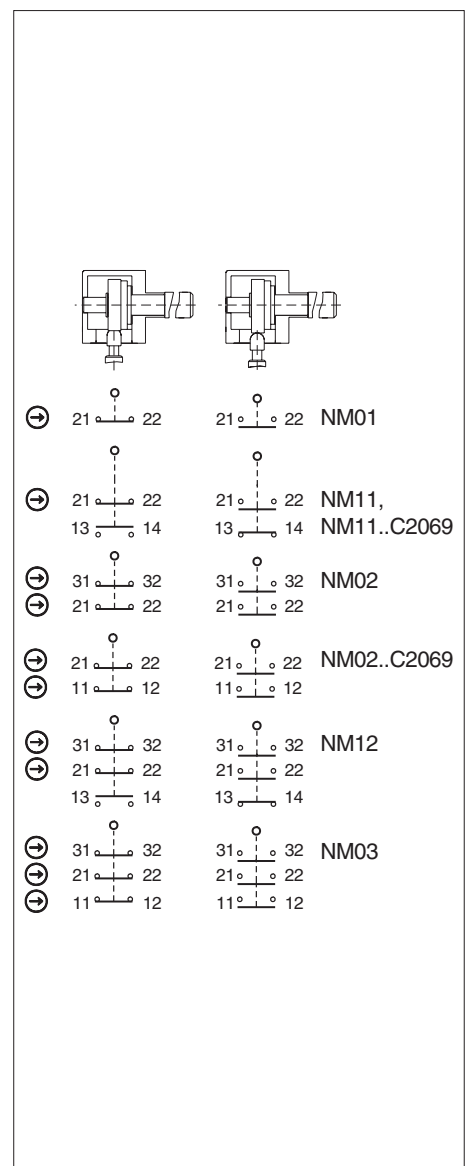 21 22 21 22 NM01
21 22 21 22 NM11,
13 14 13 14 NM11..C2069
31 32 31 32 NM02
21 22 21 22
21 22 21 22 NM02..C2069
11 12 11 12
31 32 31 32 NM12
21 22 21 22
13 14 13 14
31 32 31 32 NM03
21 22 21 22
11 12 11 12